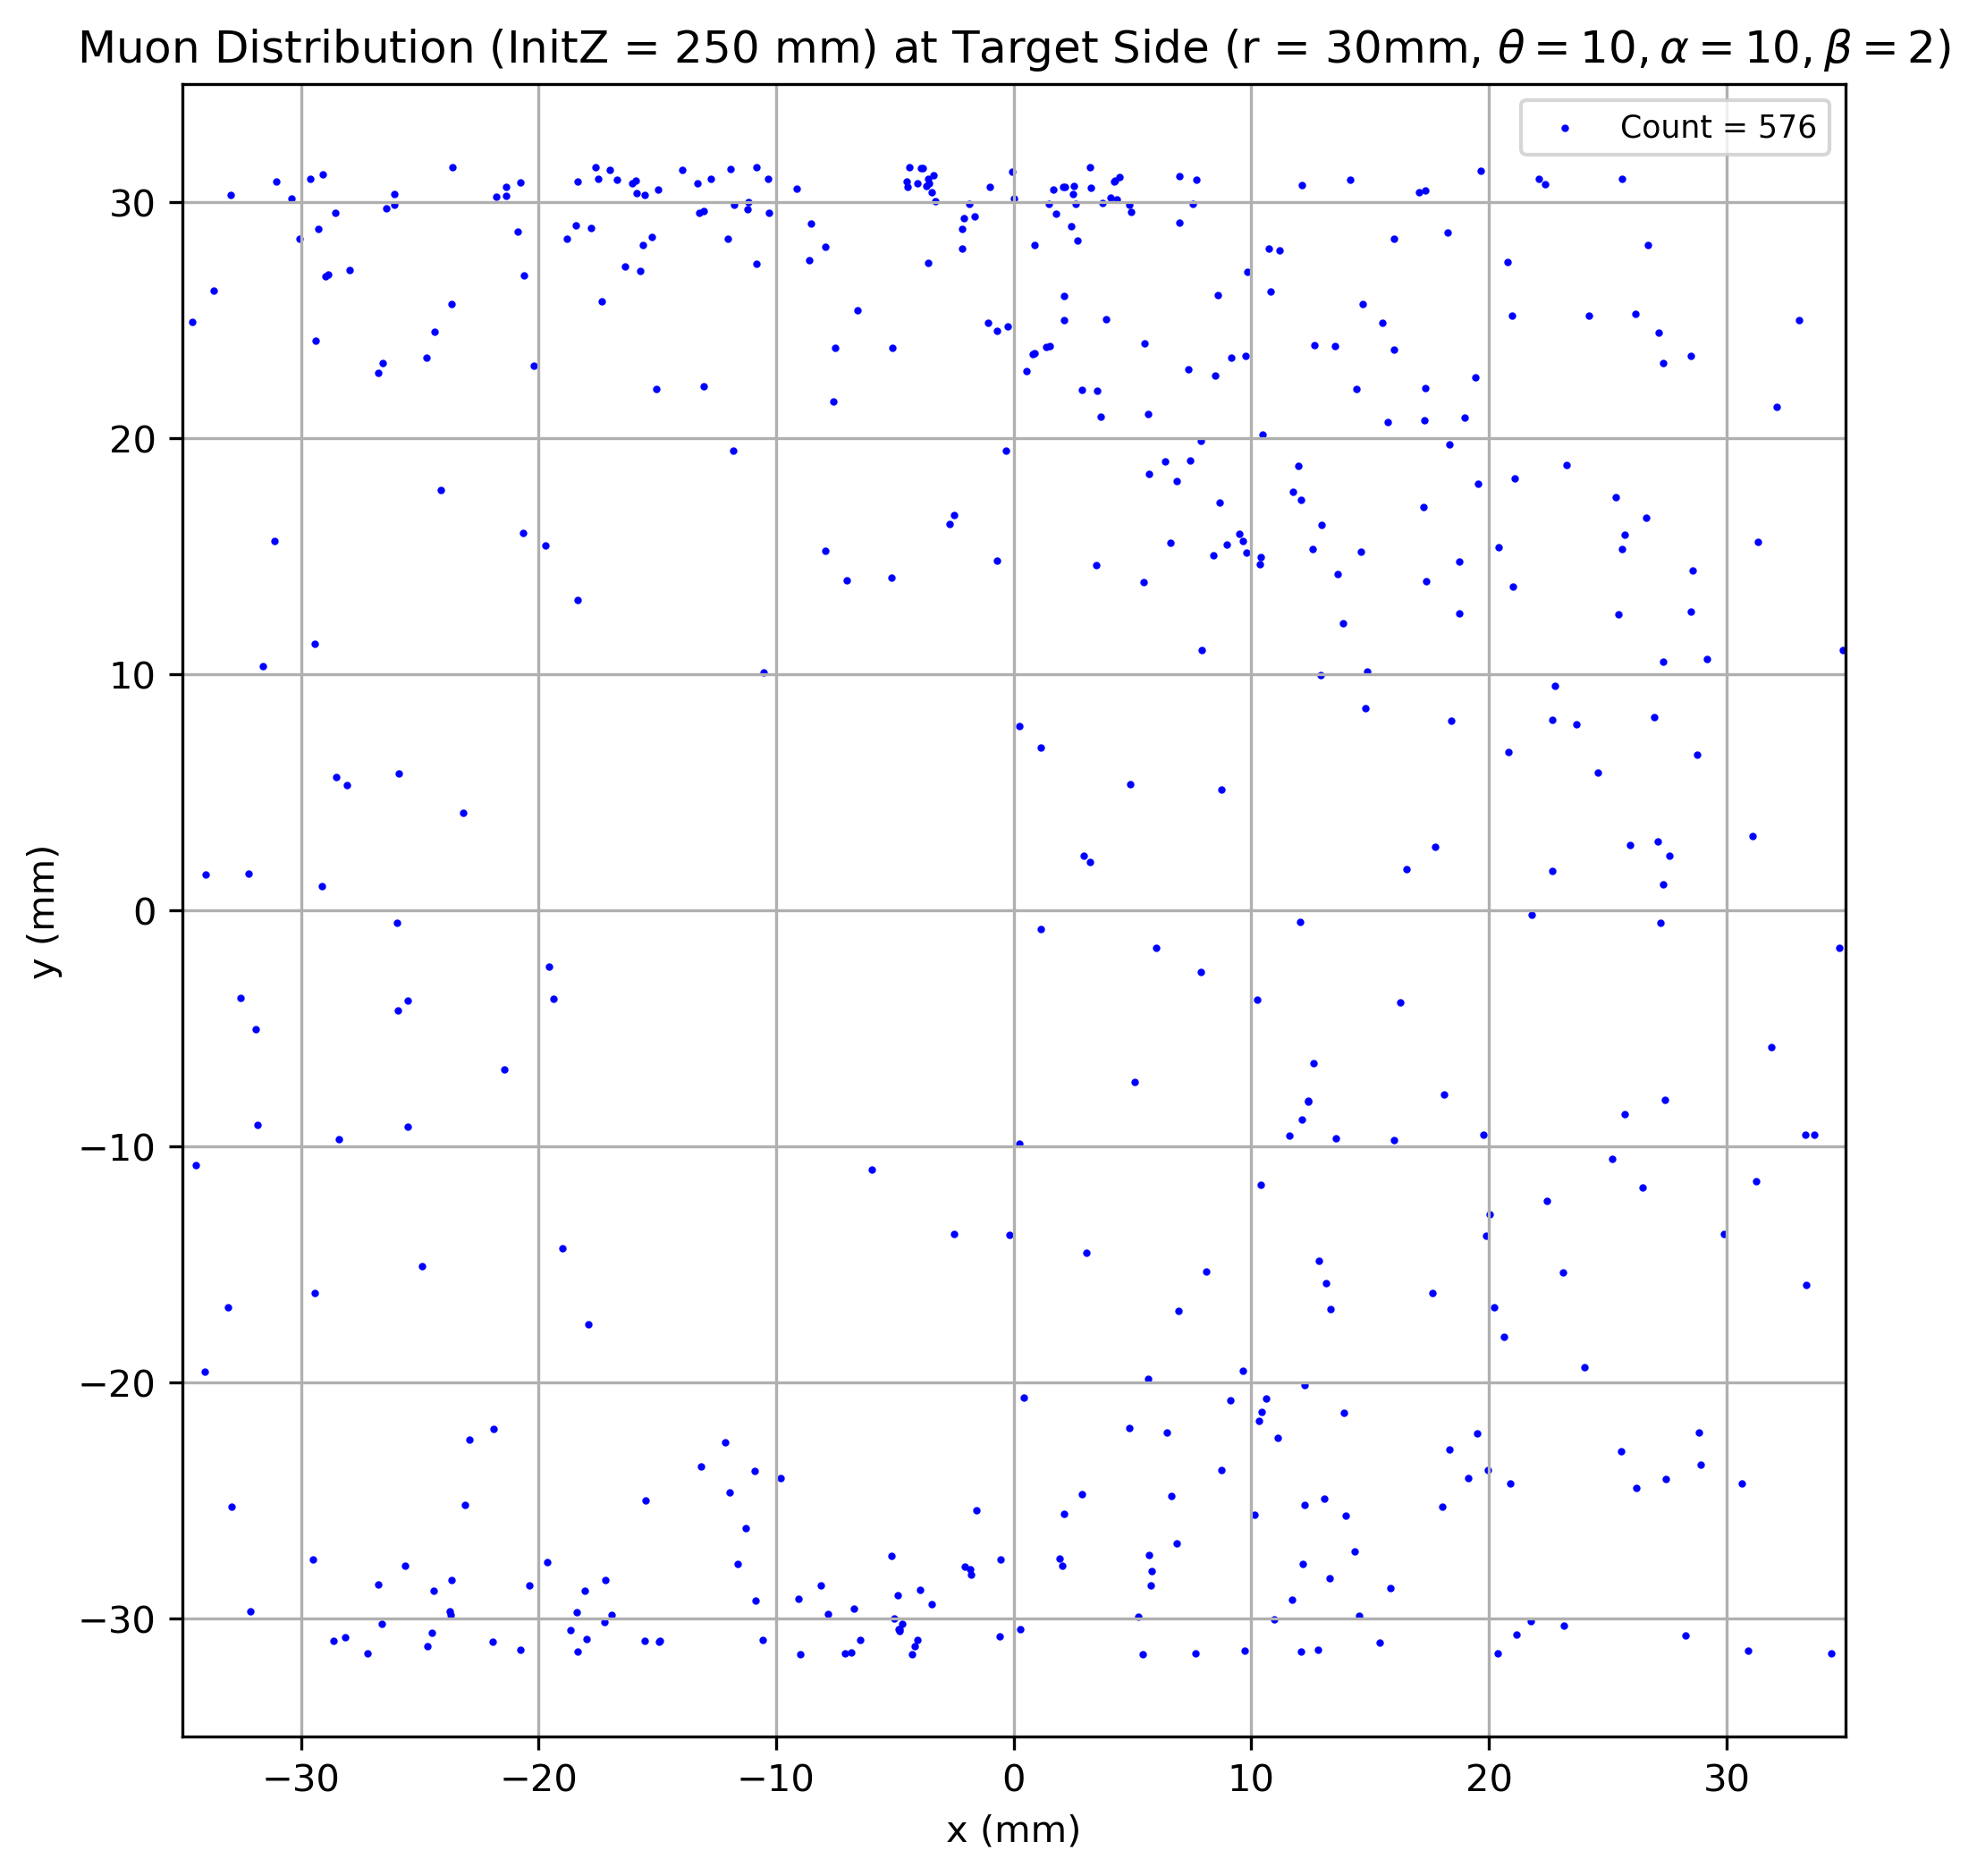 Muon Distribution (InitZ = 250 mm) at Target Side (r = 30mm, θ = 10, α = 10, β = 2)
Count = 576
30
20
10
0
−10
−20
−30
y (mm)
−30 −20 −10 0 10 20 30
x (mm)